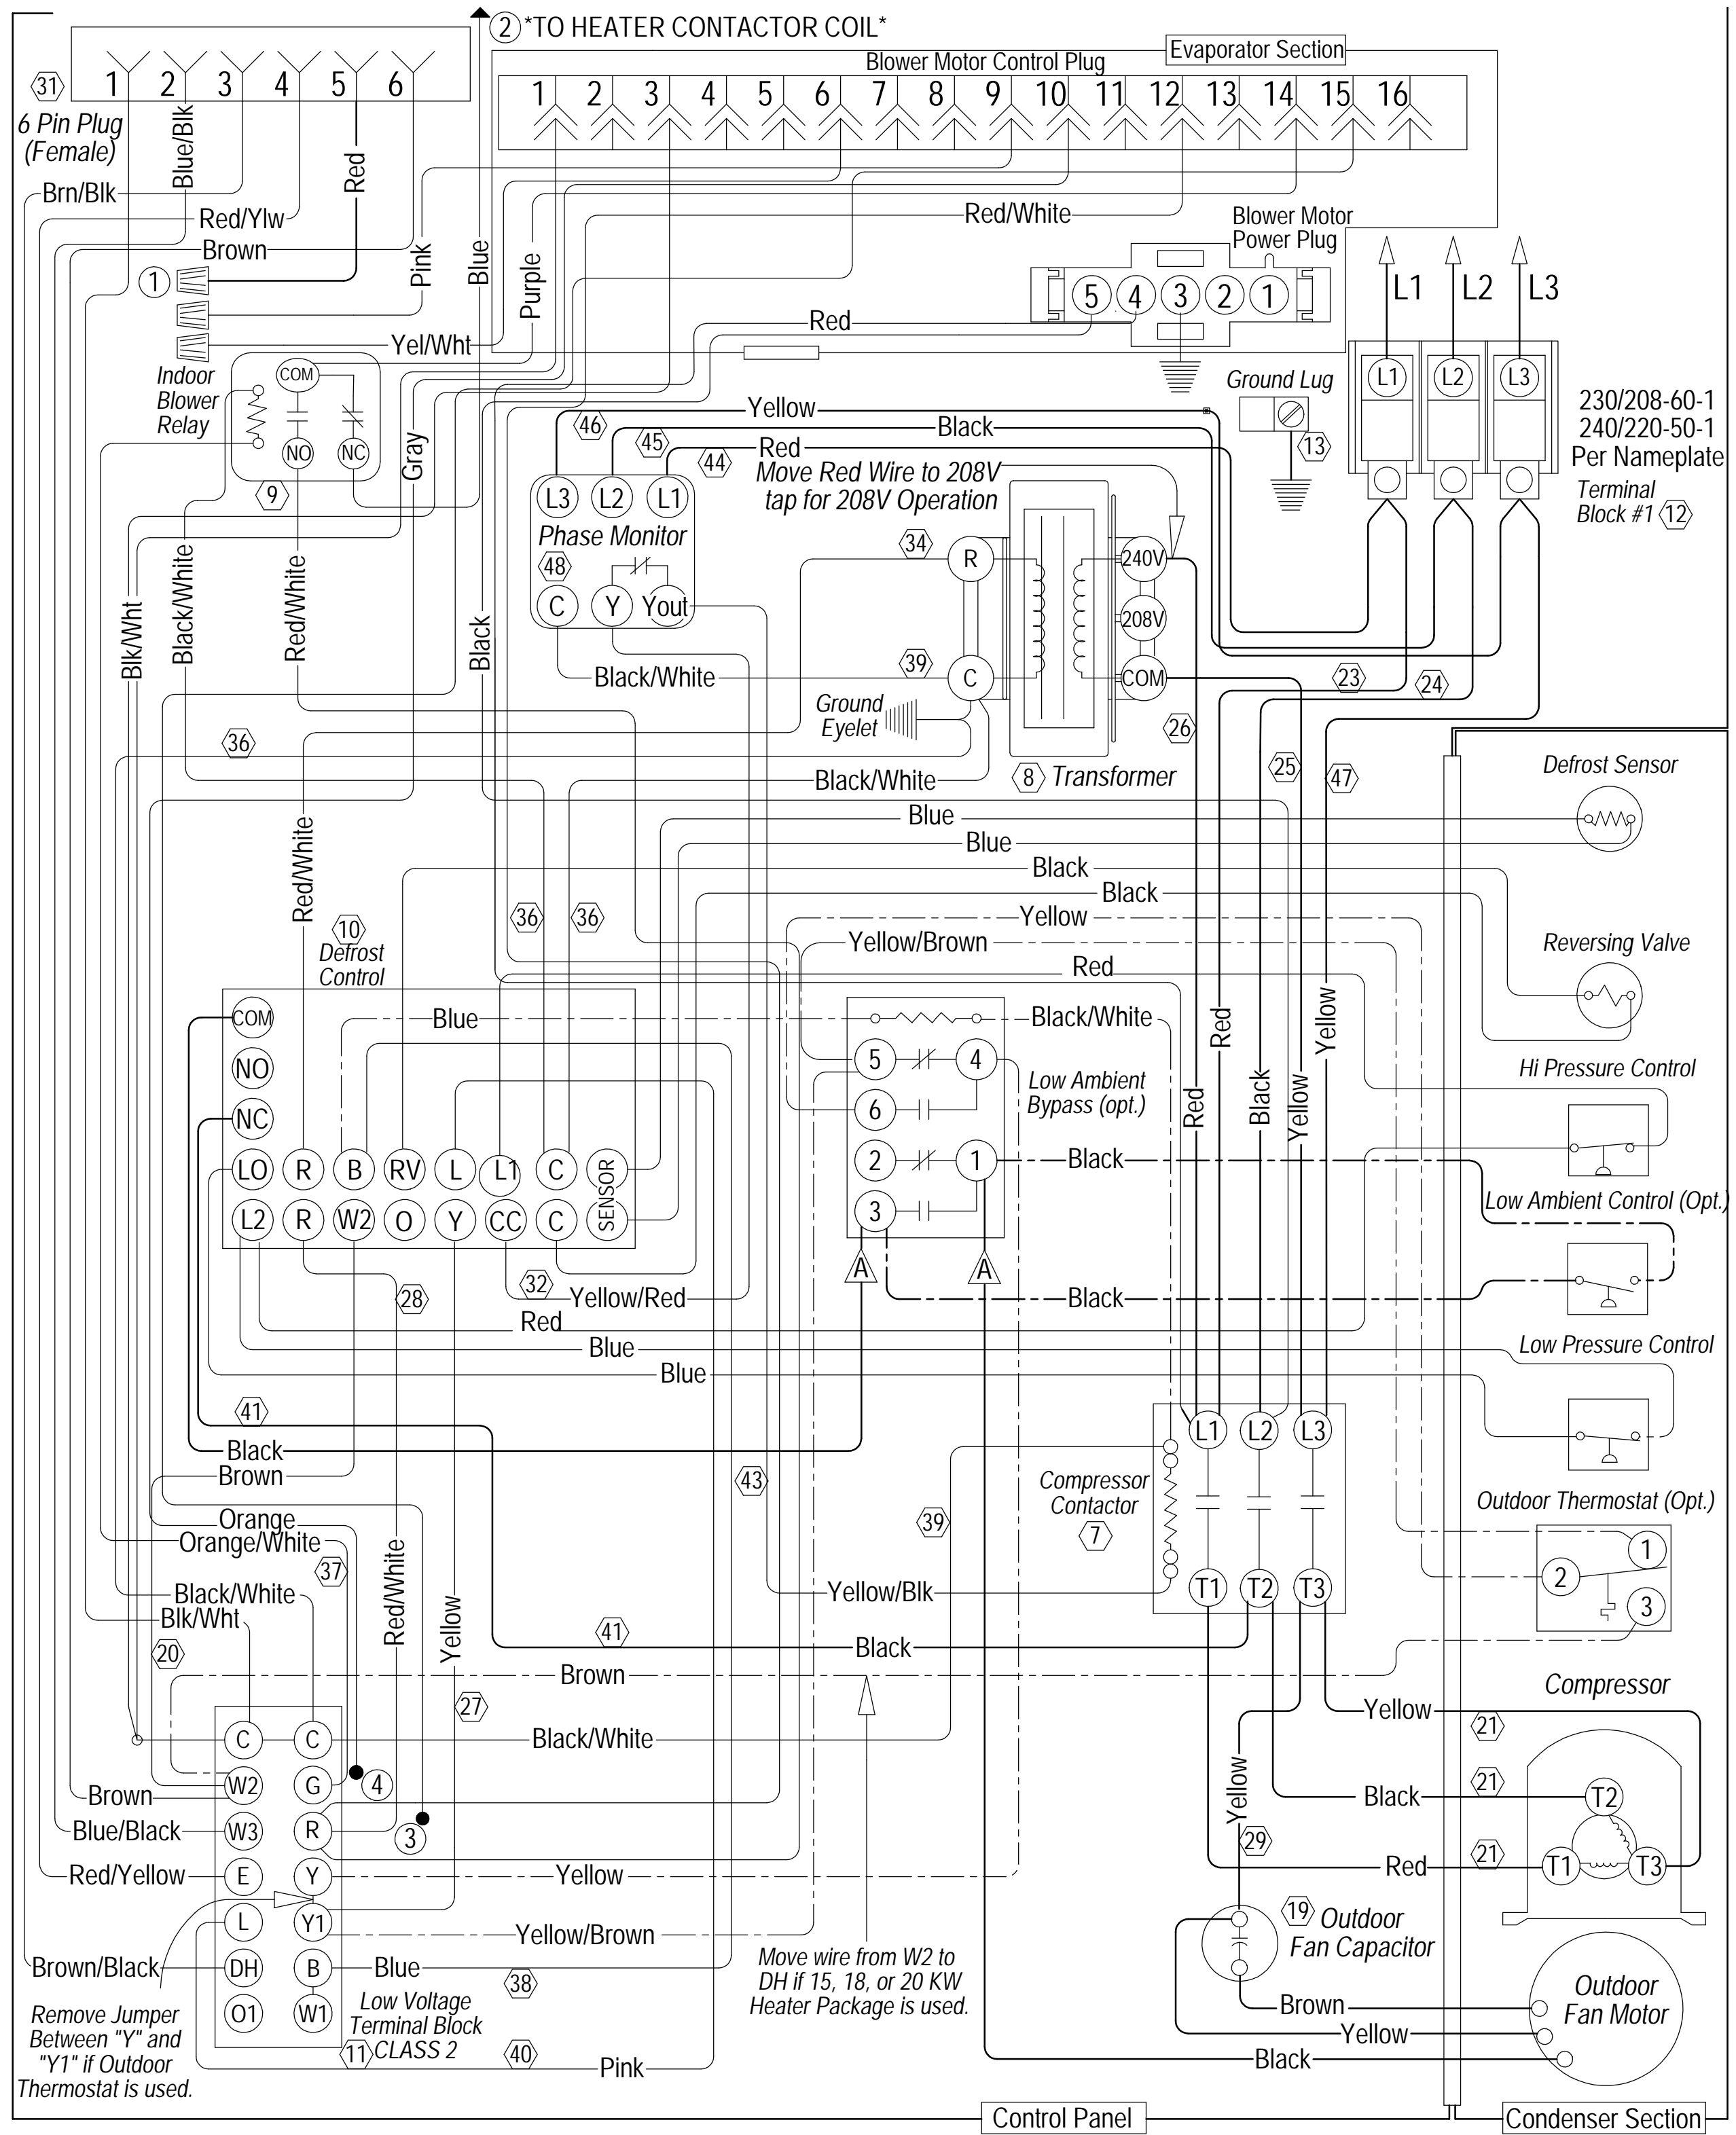 2 *TO HEATER CONTACTOR COIL*
Evaporator Section
Blower Motor Control Plug
1 2 3 4 5 6
31
6 Pin Plug
(Female)
1 2 3 4 5 6 7 8 9 10 11 12 13 14 15 16
Blue/Blk
Red
Brn/Blk
Red/Ylw
Brown
Pink
Blue
Purple
Red/White
Blower Motor
Power Plug
5 4 3 2 1
L1 L2 L3
1
Red
Yel/Wht
Indoor
Blower
Relay
COM
NO NC
9
Gray
Ground Lug
13
L1 L2 L3
230/208-60-1
240/220-50-1
Per Nameplate
Terminal
Block #1 12
Yellow
46
Black
45
Red
44
Move Red Wire to 208V
tap for 208V Operation
L3 L2 L1
Phase Monitor
48
C Y Yout
34
R
39
C
240V
208V
COM
Black/White
Ground
Eyelet
8 Transformer
Blk/Wht
Black/White
Red/White
Black
36
Black/White
26
23
24
25
47
Defrost Sensor
Blue
Blue
Black
Black
Yellow
Yellow/Brown
Red
Red/White
36
36
10
Defrost
Control
Reversing Valve
COM
NO
NC
LO R B RV L L1 C
L2 R W2 O Y CC C
SENSOR
Blue
Black/White
5 4
6
2 1
3
Low Ambient
Bypass (opt.)
A A
Red
Red
Black
Yellow
Yellow
Hi Pressure Control
Black
Low Ambient Control (Opt.)
Black
28
32
Yellow/Red
Red
Blue
Blue
Low Pressure Control
41
Black
Brown
43
39
Compressor
Contactor
7
L1 L2 L3
T1 T2 T3
Outdoor Thermostat (Opt.)
1
2
3
Orange
Orange/White
37
Black/White
Blk/Wht
Red/White
Yellow
Yellow/Blk
20
41
Black
Brown
27
C C
W2 G
W3 R
E Y
L Y1
DH B
O1 W1
Black/White
4
3
Brown
Blue/Black
Red/Yellow
Yellow
Yellow/Brown
Brown/Black
Blue
38
Remove Jumper
Between "Y" and
"Y1" if Outdoor
Thermostat is used.
Low Voltage
Terminal Block
11 CLASS 2
40
Pink
Move wire from W2 to
DH if 15, 18, or 20 KW
Heater Package is used.
Compressor
Yellow
21
Black
21
Red
21
T2
T1 T3
Yellow
29
19 Outdoor
Fan Capacitor
Brown
Yellow
Black
Outdoor
Fan Motor
Control Panel
Condenser Section